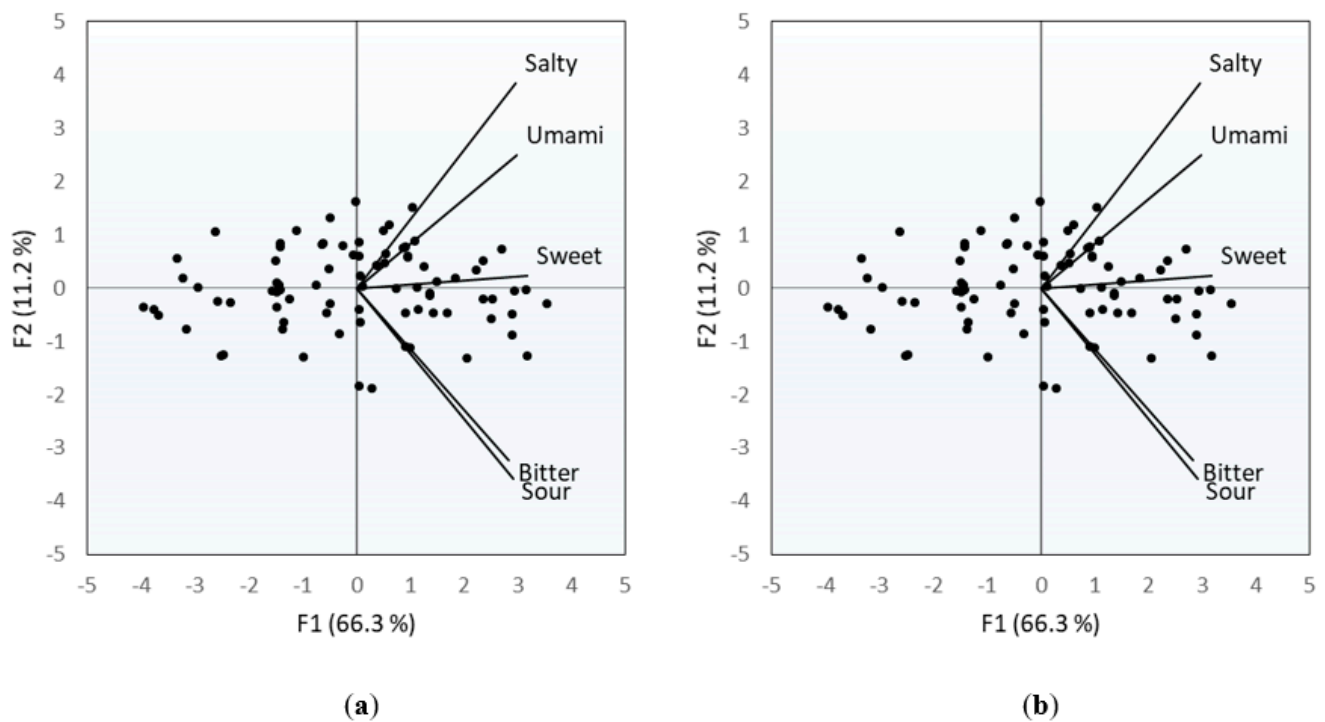 5 5
4 Salty 4 Salty
3 Umami 3 Umami
2 2
1 Sweet 1 Sweet
0 0
-1 -1
-2 -2
-3 Bitter -3 Bitter
Sour Sour
-4 -4
-5 -5
F2 (11.2 %) F2 (11.2 %)
-5 -4 -3 -2 -1 0 1 2 3 4 5 -5 -4 -3 -2 -1 0 1 2 3 4 5
F1 (66.3 %) F1 (66.3 %)
(a) (b)